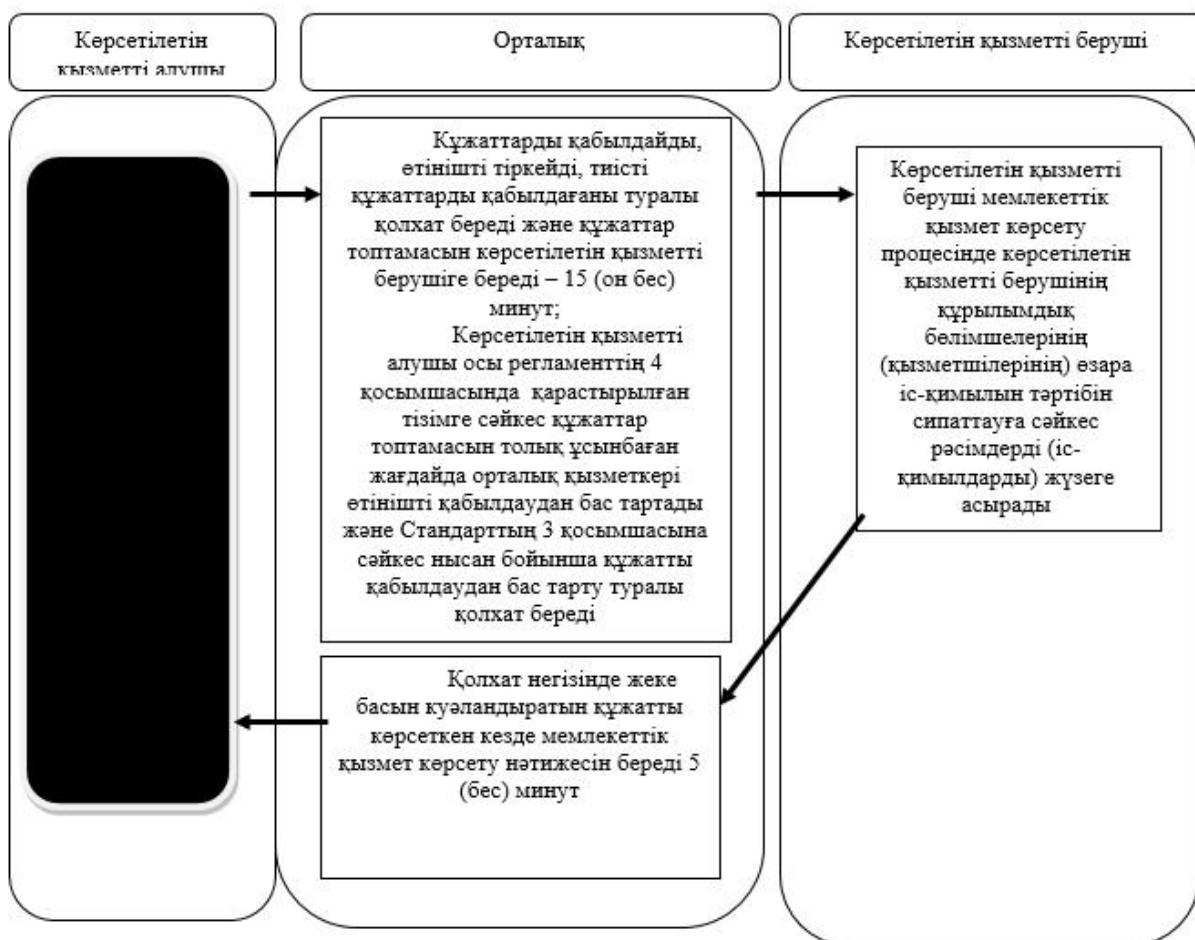 Көрсетілетін
қызметті алушы
Орталық
Көрсетілетін қызметті беруші
Құжаттарды қабылдайды,
өтінішті тіркейді, тиісті
құжаттарды қабылдағаны туралы
қолхат береді және құжаттар
топтамасын көрсетілетін қызметті
берушіге береді – 15 (он бес)
минут;
Көрсетілетін қызметті
алушы осы регламенттің 4
қосымшасында қарастырылған
тізімге сәйкес құжаттар
топтамасын толық ұсынбаған
жағдайда орталық қызметкері
өтінішті қабылдаудан бас тартады
және Стандарттың 3 қосымшасына
сәйкес нысан бойынша құжатты
қабылдаудан бас тарту туралы
қолхат береді
Қолхат негізінде жеке
басын куәландыратын құжатты
көрсеткен кезде мемлекеттік
қызмет көрсету нәтижесін береді 5
(бес) минут
Көрсетілетін қызметті
беруші мемлекеттік
қызмет көрсету
процесінде көрсетілетін
қызметті берушінің
құрылымдық
бөлімшелерінің
(қызметшілерінің) өзара
іс-қимылын тәртібін
сипаттауға сәйкес
рәсімдерді (іс-
қимылдарды) жүзеге
асырады